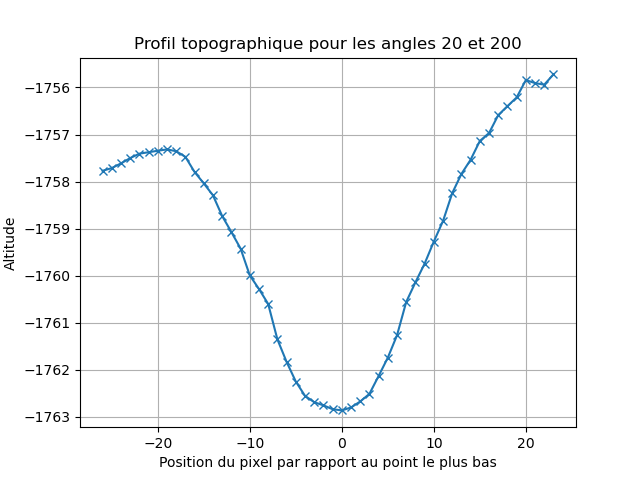 Profil topographique pour les angles 20 et 200
−1756
−1757
−1758
−1759
−1760
−1761
−1762
−1763
Altitude
−20 −10 0 10 20
Position du pixel par rapport au point le plus bas